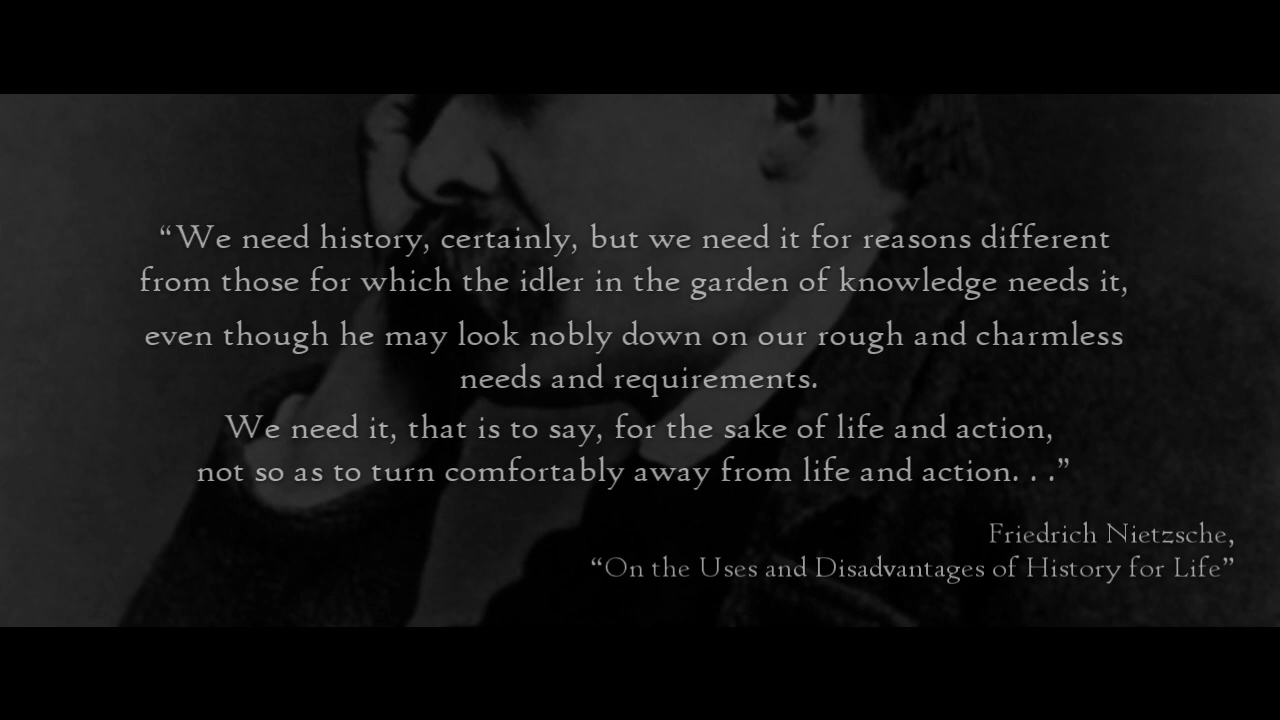 “We need history, certainly, but we need it for reasons different
from those for which the idler in the garden of knowledge needs it,
even though he may look nobly down on our rough and charmless
needs and requirements.
We need it, that is to say, for the sake of life and action,
not so as to turn comfortably away from life and action. . .”
Friedrich Nietzsche,
“On the Uses and Disadvantages of History for Life”